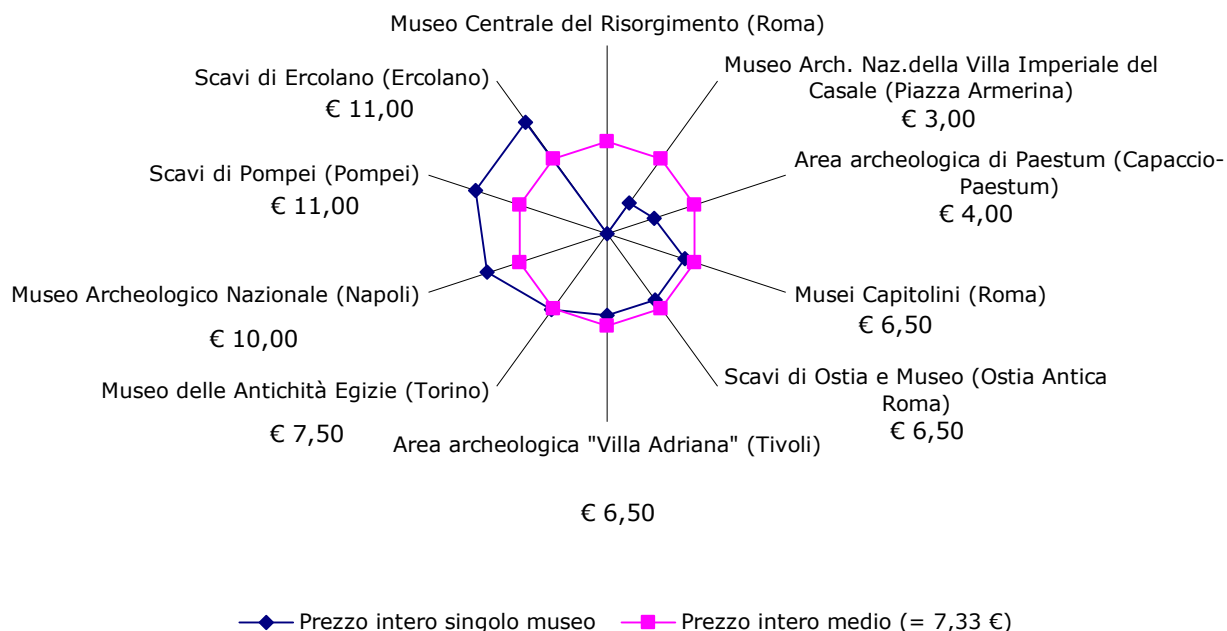 Museo Centrale del Risorgimento (Roma)
Museo Arch. Naz.della Villa Imperiale del
Casale (Piazza Armerina)
€ 3,00
Area archeologica di Paestum (Capaccio-
Paestum)
€ 4,00
Musei Capitolini (Roma)
€ 6,50
Scavi di Ostia e Museo (Ostia Antica
Roma)
€ 6,50
Area archeologica "Villa Adriana" (Tivoli)
€ 6,50
Museo delle Antichità Egizie (Torino)
€ 7,50
Museo Archeologico Nazionale (Napoli)
€ 10,00
Scavi di Pompei (Pompei)
€ 11,00
Scavi di Ercolano (Ercolano)
€ 11,00
Prezzo intero singolo museo
Prezzo intero medio (= 7,33 €)